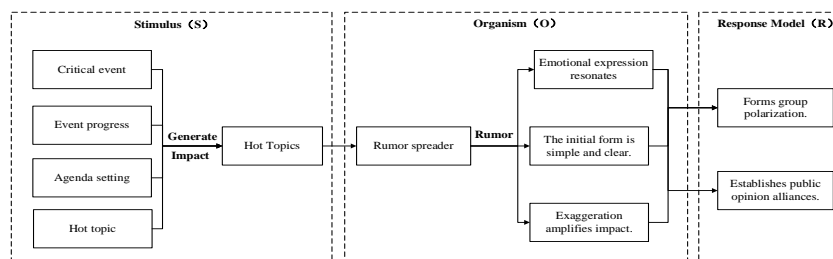 Stimulus（S）
Critical event
Event progress
Agenda setting
Hot topic
Generate
Impact
Hot Topics
Organism（O）
Rumor spreader
Rumor
Emotional expression
resonates
The initial form is
simple and clear.
Exaggeration
amplifies impact.
Response Model（R）
Forms group
polarization.
Establishes public
opinion alliances.